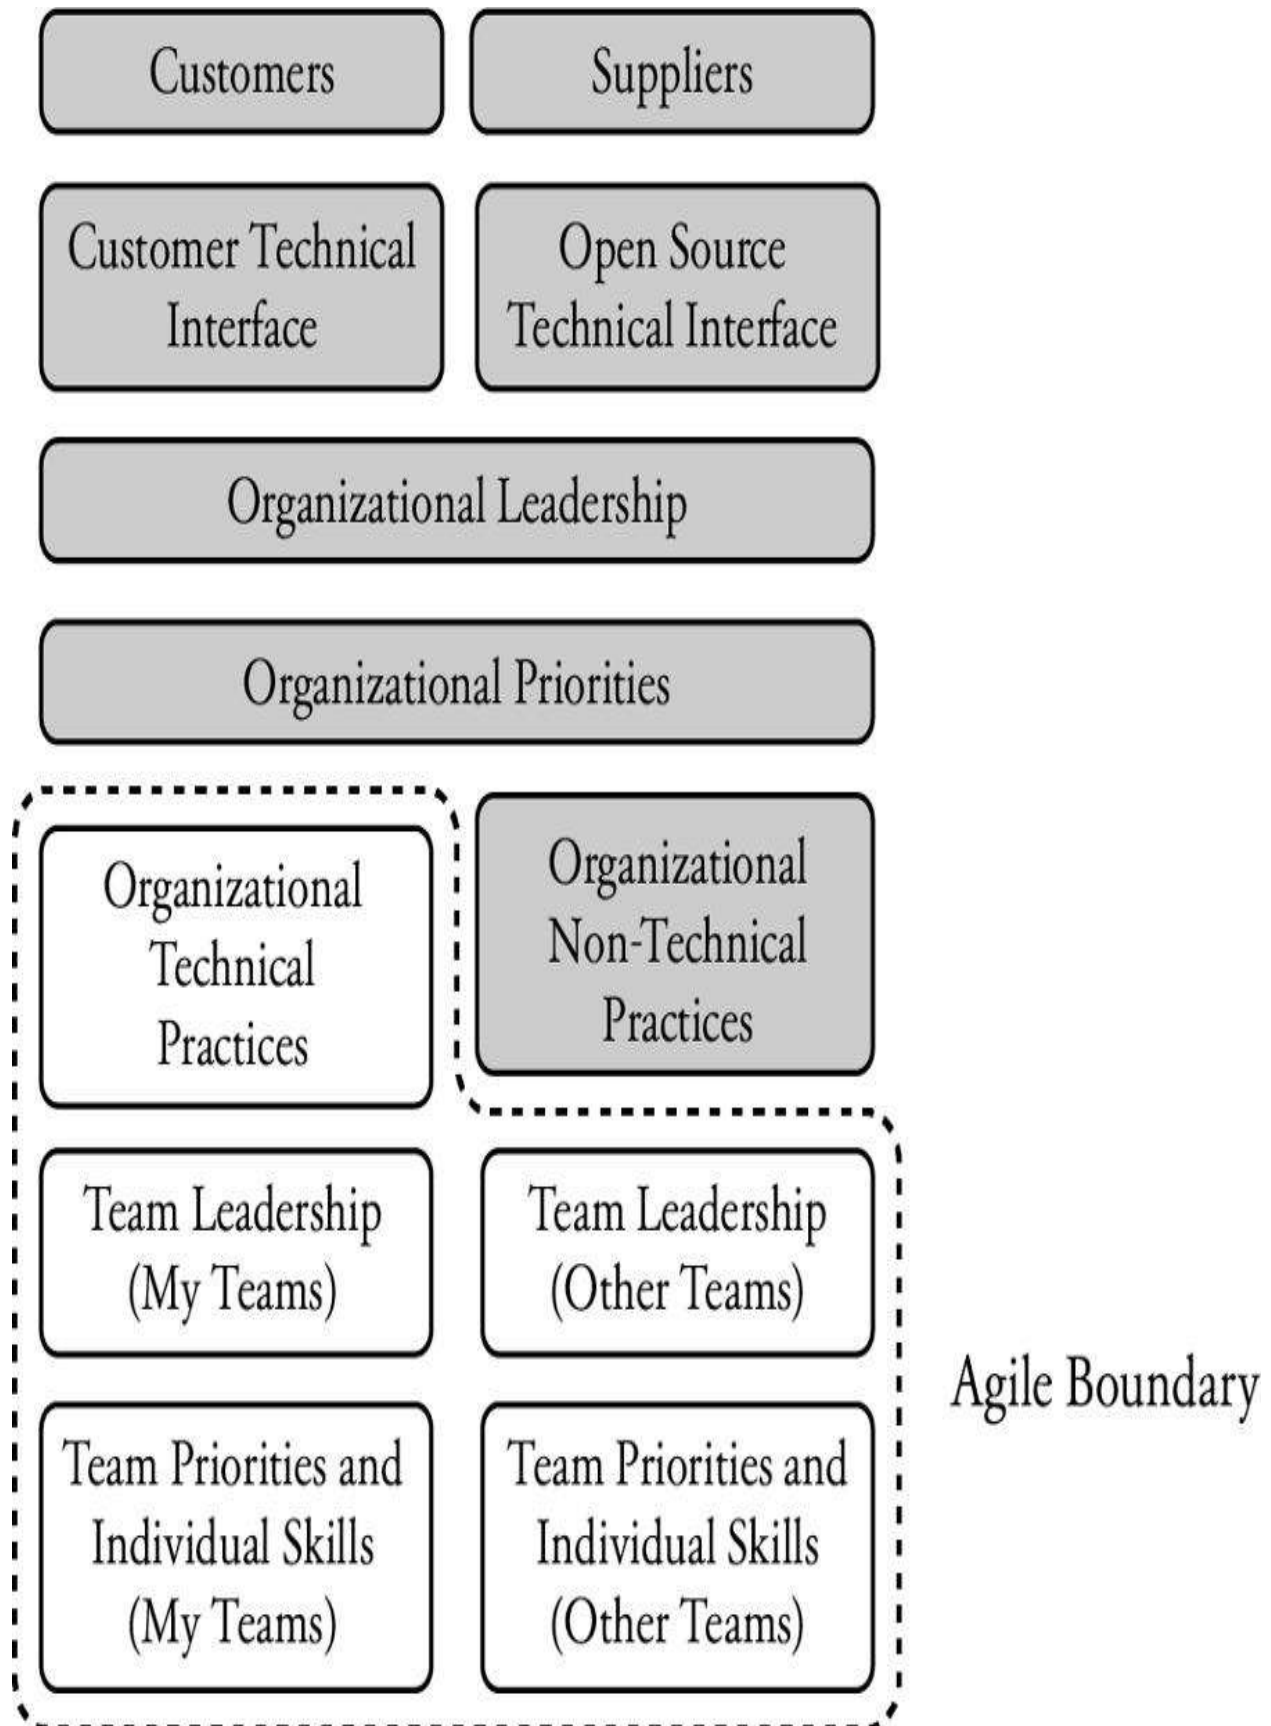 Customers
Suppliers
Customer Technical
Interface
Open Source
Technical Interface
Organizational Leadership
Organizational Priorities
Organizational
Technical
Practices
Organizational
Non-Technical
Practices
Team Leadership
(My Teams)
Team Leadership
(Other Teams)
Agile Boundary
Team Priorities and
Individual Skills
(My Teams)
Team Priorities and
Individual Skills
(Other Teams)